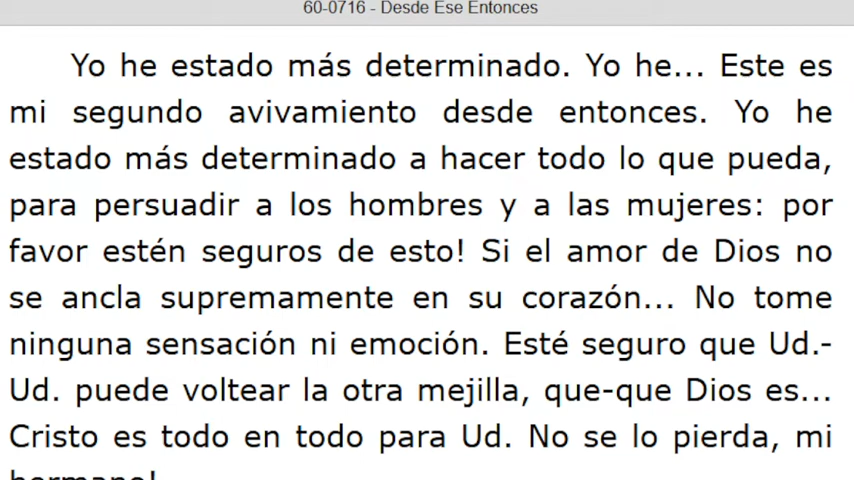 60-0716 - Desde Ese Entonces
Yo he estado más determinado. Yo he... Este es
mi segundo avivamiento desde entonces. Yo he
estado más determinado a hacer todo lo que pueda,
para persuadir a los hombres y a las mujeres: por
favor estén seguros de esto! Si el amor de Dios no
se ancla supremamente en su corazón... No tome
ninguna sensación ni emoción. Esté seguro que Ud.-
Ud. puede voltear la otra mejilla, que-que Dios es...
Cristo es todo en todo para Ud. No se lo pierda, mi
hermano!